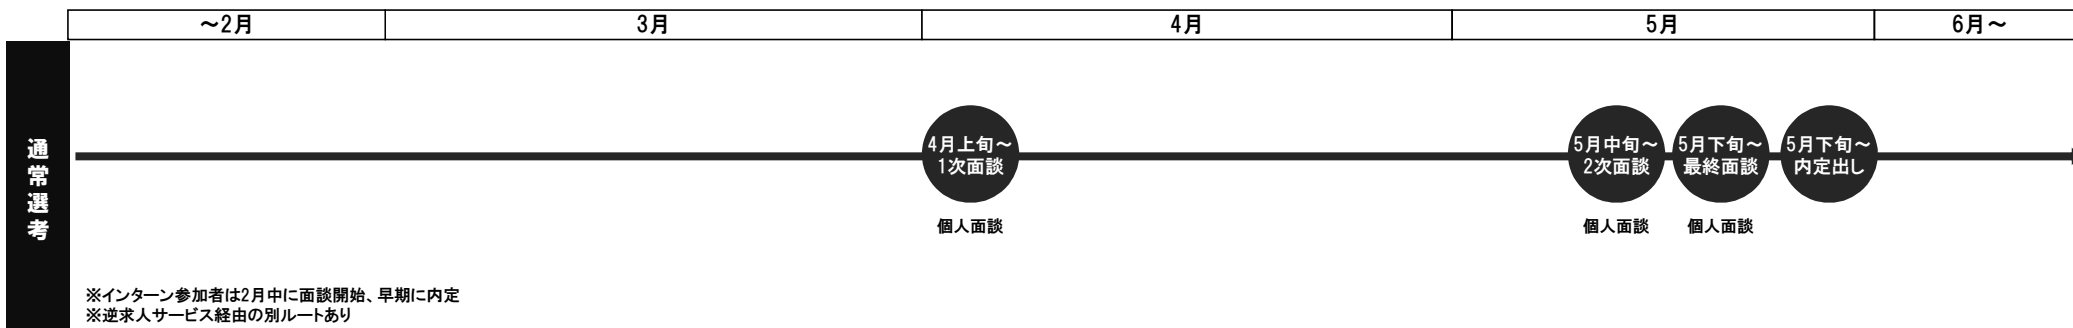 ～2月
3月
4月
5月
6月～
通常選考
4月上旬～
1次面談
個人面談
5月中旬～
2次面談
個人面談
5月下旬～
最終面談
個人面談
5月下旬～
内定出し
※インターン参加者は2月中に面談開始、早期に内定
※逆求人サービス経由の別ルートあり